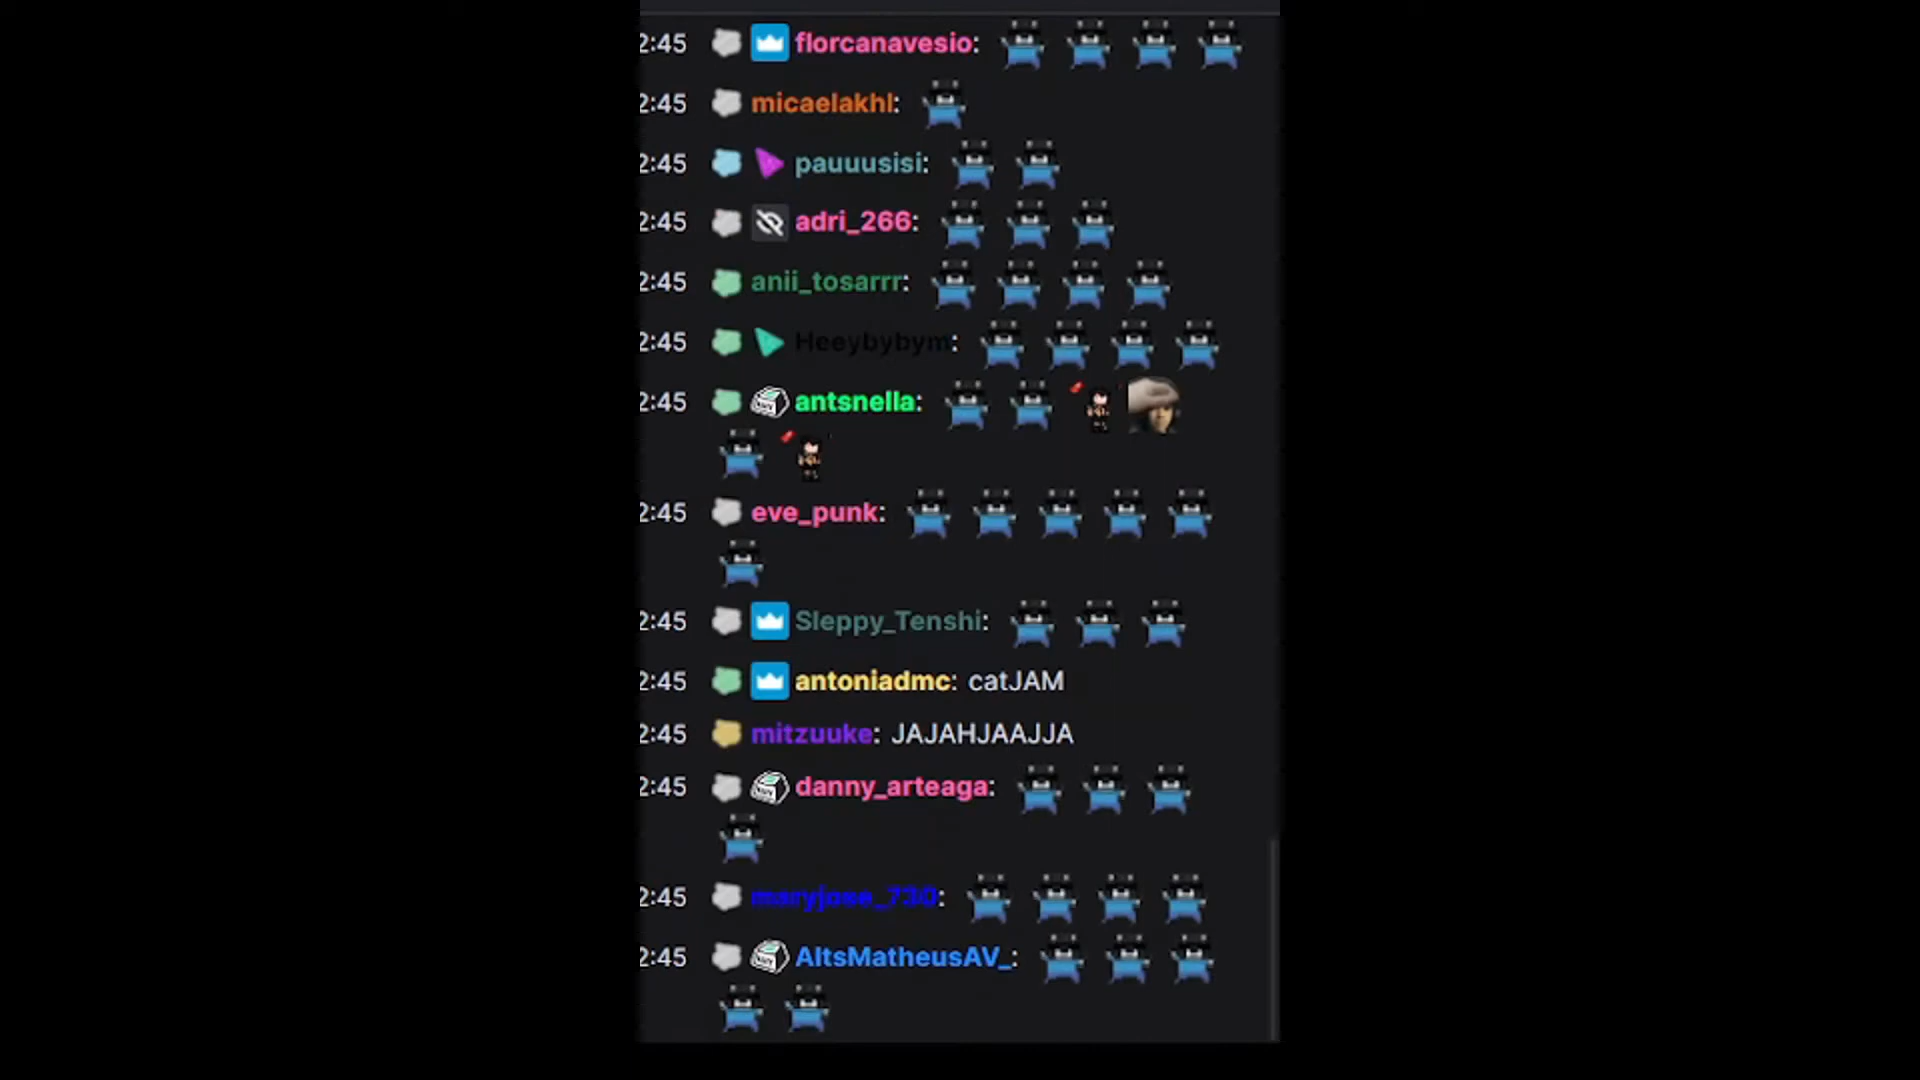 2:45 florcanavesio:
2:45 micaelakhl:
2:45 pauuusisi:
2:45 adri_266:
2:45 anii_tosarrr:
2:45 Heeybybym:
2:45 antsnella:
2:45 eve_punk:
2:45 Sleppy_Tenshi:
2:45 antoniadmc: catJAM
2:45 mitzuuke: JAJAHJAAJJA
2:45 danny_arteaga:
2:45 maryjose_730:
2:45 AltsMatheusAV_: